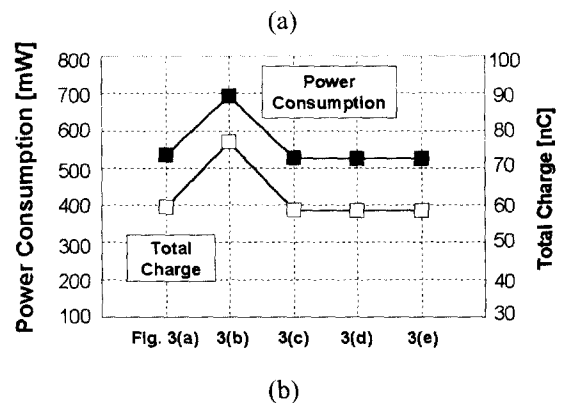 (a)
Power Consumption [mW]
800
700
600
500
400
300
200
100
Power
Consumption
Total
Charge
100
90
80
70
60
50
40
30
Total Charge [nC]
Fig. 3(a) 3(b) 3(c) 3(d) 3(e)
(b)